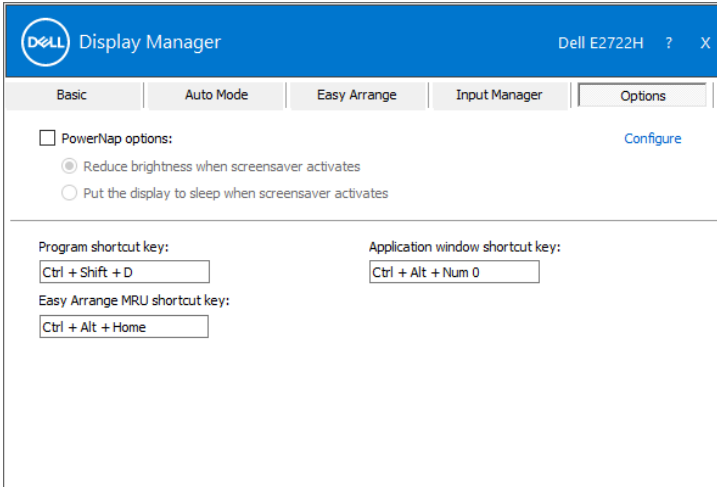 DELL Display Manager Dell E2722H ? X
Basic Auto Mode Easy Arrange Input Manager Options
PowerNap options: Configure
Reduce brightness when screensaver activates
Put the display to sleep when screensaver activates
Program shortcut key: Application window shortcut key:
Ctrl + Shift + D Ctrl + Alt + Num 0
Easy Arrange MRU shortcut key:
Ctrl + Alt + Home